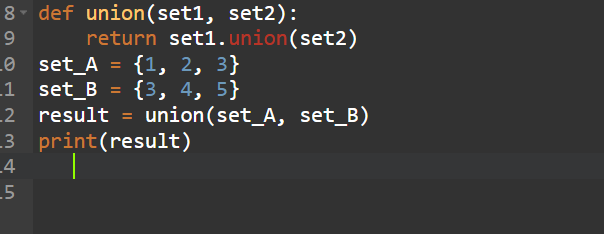 8 def union(set1, set2):
9     return set1.union(set2)
10 set_A = {1, 2, 3}
11 set_B = {3, 4, 5}
12 result = union(set_A, set_B)
13 print(result)
14
15